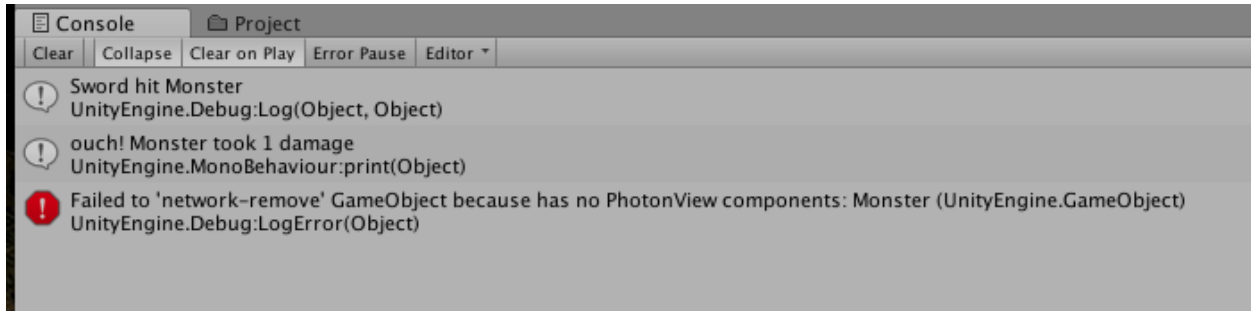 Console Project
Clear Collapse Clear on Play Error Pause Editor
Sword hit Monster
UnityEngine.Debug:Log(Object, Object)
ouch! Monster took 1 damage
UnityEngine.MonoBehaviour:print(Object)
Failed to 'network-remove' GameObject because has no PhotonView components: Monster (UnityEngine.GameObject)
UnityEngine.Debug:LogError(Object)